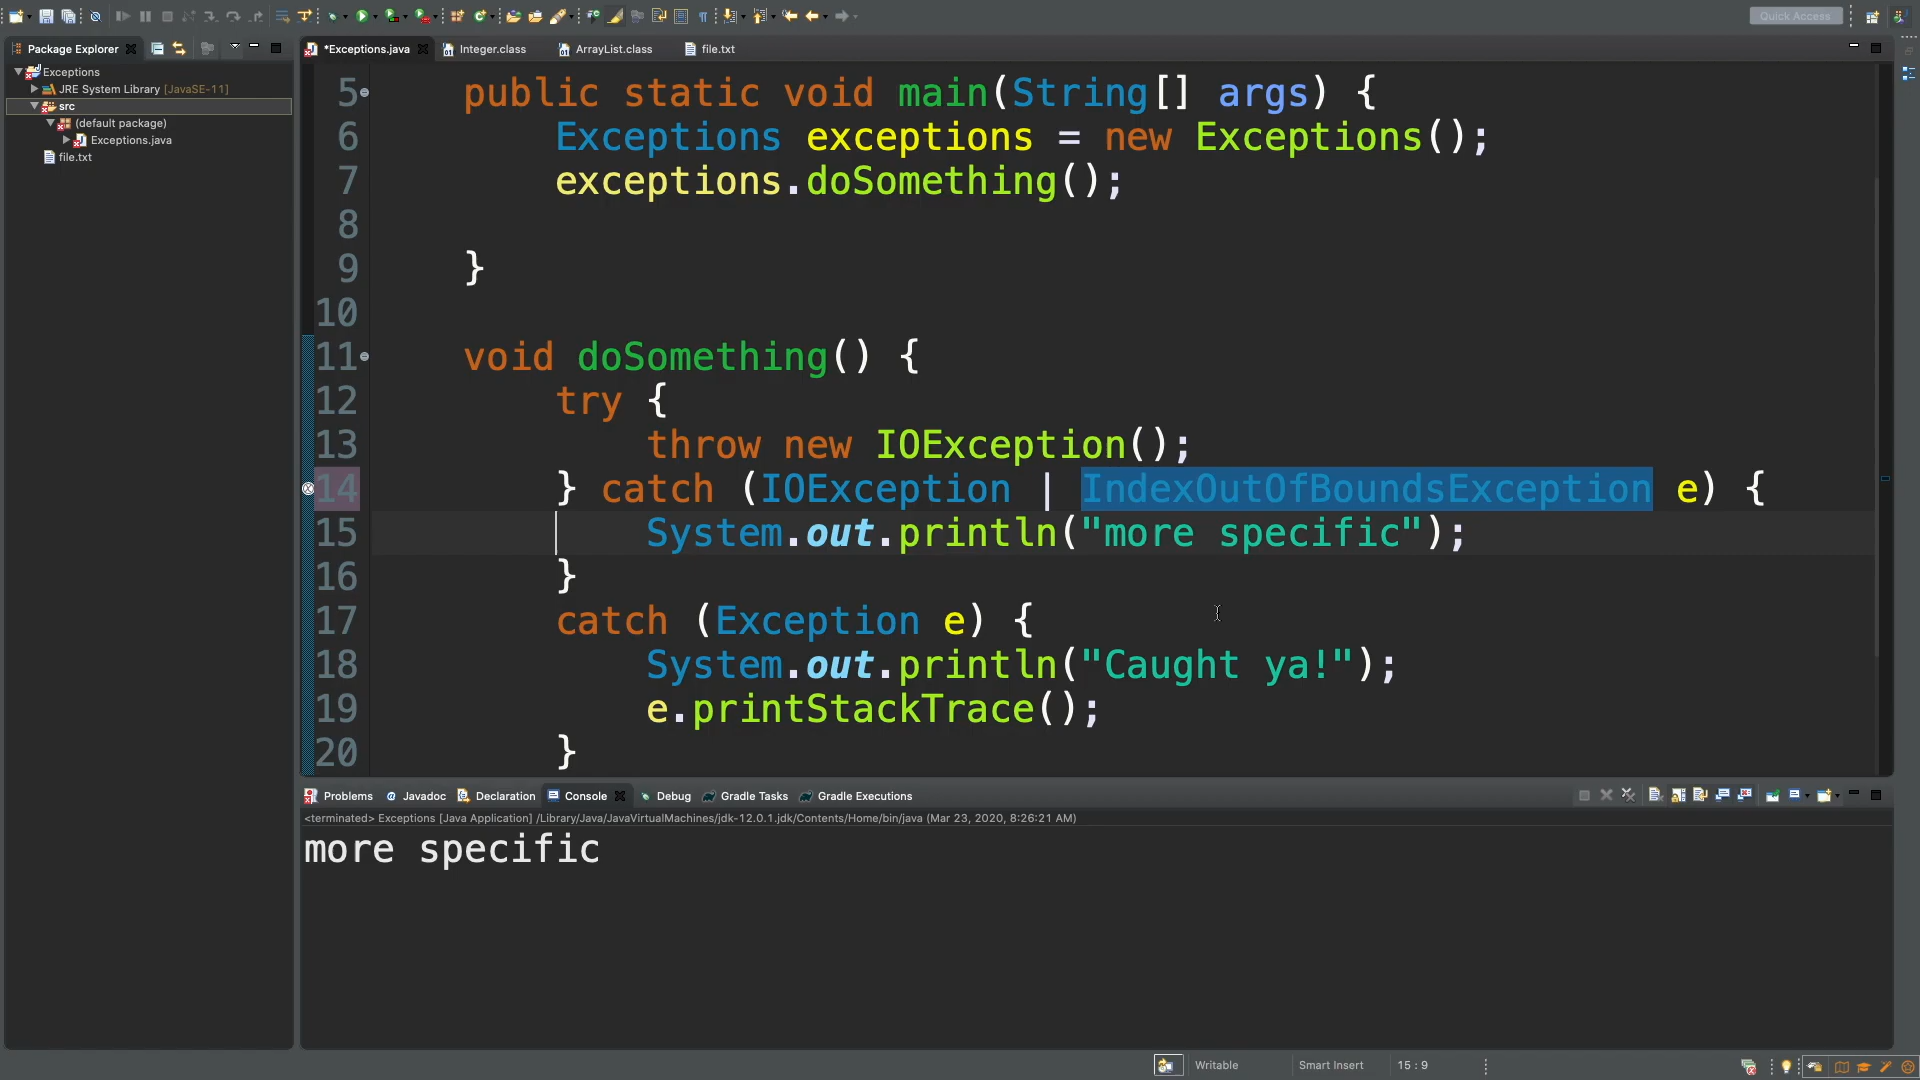 Quick Access
Package Explorer
*Exceptions.java
Integer.class
ArrayList.class
file.txt
Exceptions
JRE System Library [JavaSE-11]
src
(default package)
Exceptions.java
file.txt
5 public static void main(String[] args) {
6 Exceptions exceptions = new Exceptions();
7 exceptions.doSomething();
8
9 }
10
11 void doSomething() {
12 try {
13 throw new IOException();
14 } catch (IOException | IndexOutOfBoundsException e) {
15 System.out.println("more specific");
16 }
17 catch (Exception e) {
18 System.out.println("Caught ya!");
19 e.printStackTrace();
20 }
Problems
Javadoc
Declaration
Console
Debug
Gradle Tasks
Gradle Executions
<terminated> Exceptions [Java Application] /Library/Java/JavaVirtualMachines/jdk-12.0.1.jdk/Contents/Home/bin/java (Mar 23, 2020, 8:26:21 AM)
more specific
Writable
Smart Insert
15 : 9